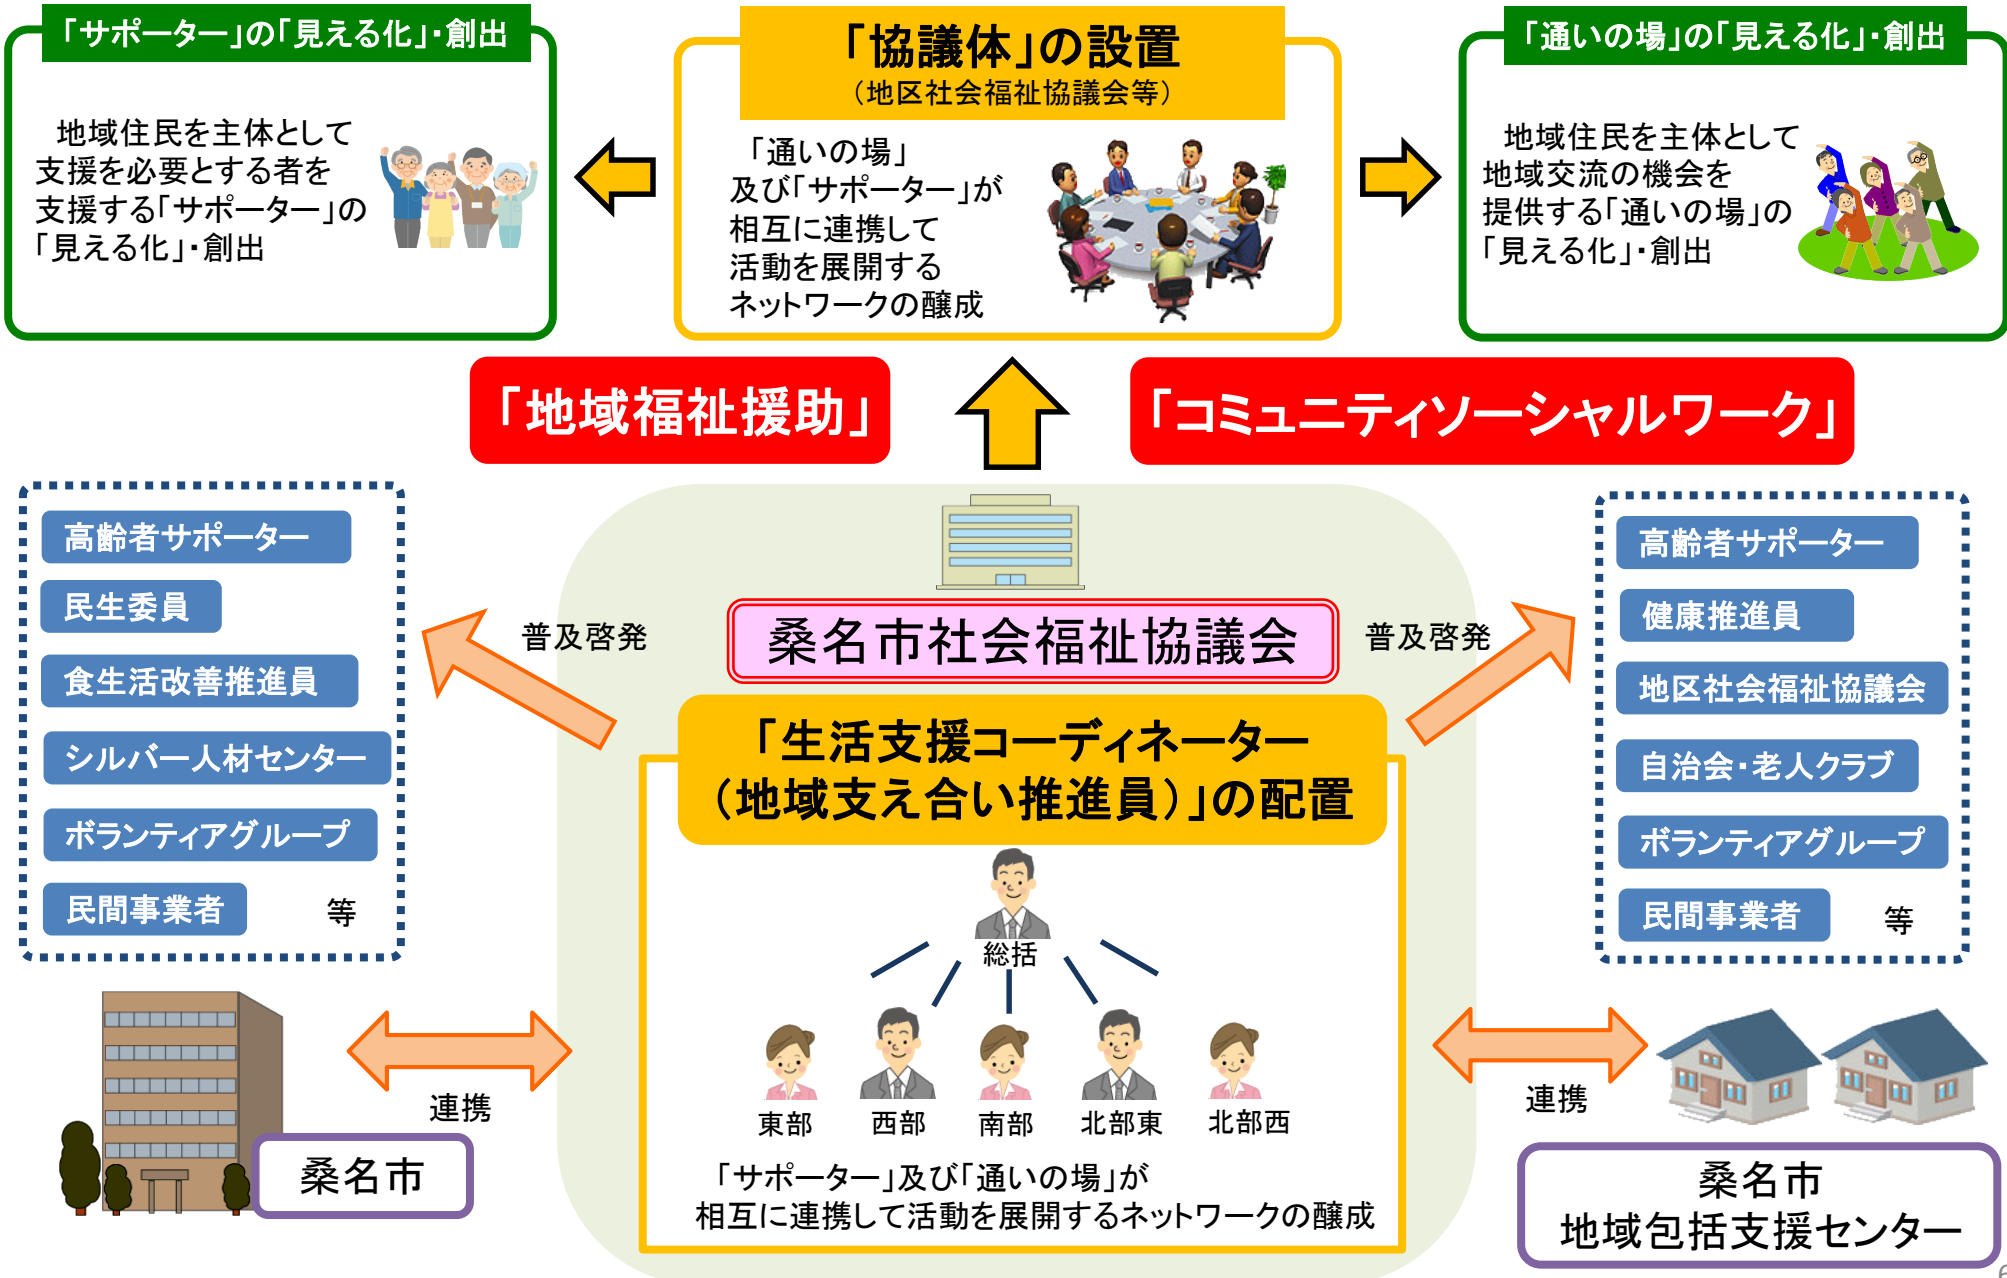 「サポーター」の「見える化」・創出
地域住民を主体として
支援を必要とする者を
支援する「サポーター」の
「見える化」・創出
「協議体」の設置
（地区社会福祉協議会等）
「通いの場」
及び「サポーター」が
相互に連携して
活動を展開する
ネットワークの醸成
「通いの場」の「見える化」・創出
地域住民を主体として
地域交流の機会を
提供する「通いの場」の
「見える化」・創出
「地域福祉援助」
「コミュニティソーシャルワーク」
高齢者サポーター
民生委員
食生活改善推進員
シルバー人材センター
ボランティアグループ
民間事業者 等
普及啓発
桑名市社会福祉協議会
普及啓発
「生活支援コーディネーター
（地域支え合い推進員）」の配置
総括
東部 西部 南部 北部東 北部西
「サポーター」及び「通いの場」が
相互に連携して活動を展開するネットワークの醸成
高齢者サポーター
健康推進員
地区社会福祉協議会
自治会・老人クラブ
ボランティアグループ
民間事業者 等
連携
桑名市
連携
桑名市
地域包括支援センター